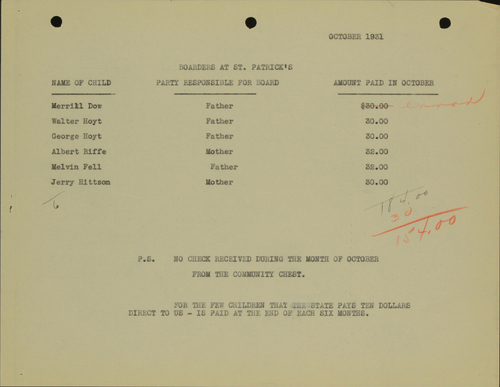 OCTOBER 1931
BOARDERS AT ST. PATRICK'S
NAME OF CHILD PARTY RESPONSIBLE FOR BOARD AMOUNT PAID IN OCTOBER
Merrill Dow Father $30.00 error
Walter Hoyt Father 30.00
George Hoyt Father 30.00
Albert Riffe Mother 32.00
Melvin Fell Father 32.00
Jerry Hittson Mother 30.00
6
184.00
30
154.00
P.S. NO CHECK RECEIVED DURING THE MONTH OF OCTOBER
FROM THE COMMUNITY CHEST.
FOR THE FEW CHILDREN THAT THE STATE PAYS TEN DOLLARS
DIRECT TO US - IS PAID AT THE END OF EACH SIX MONTHS.